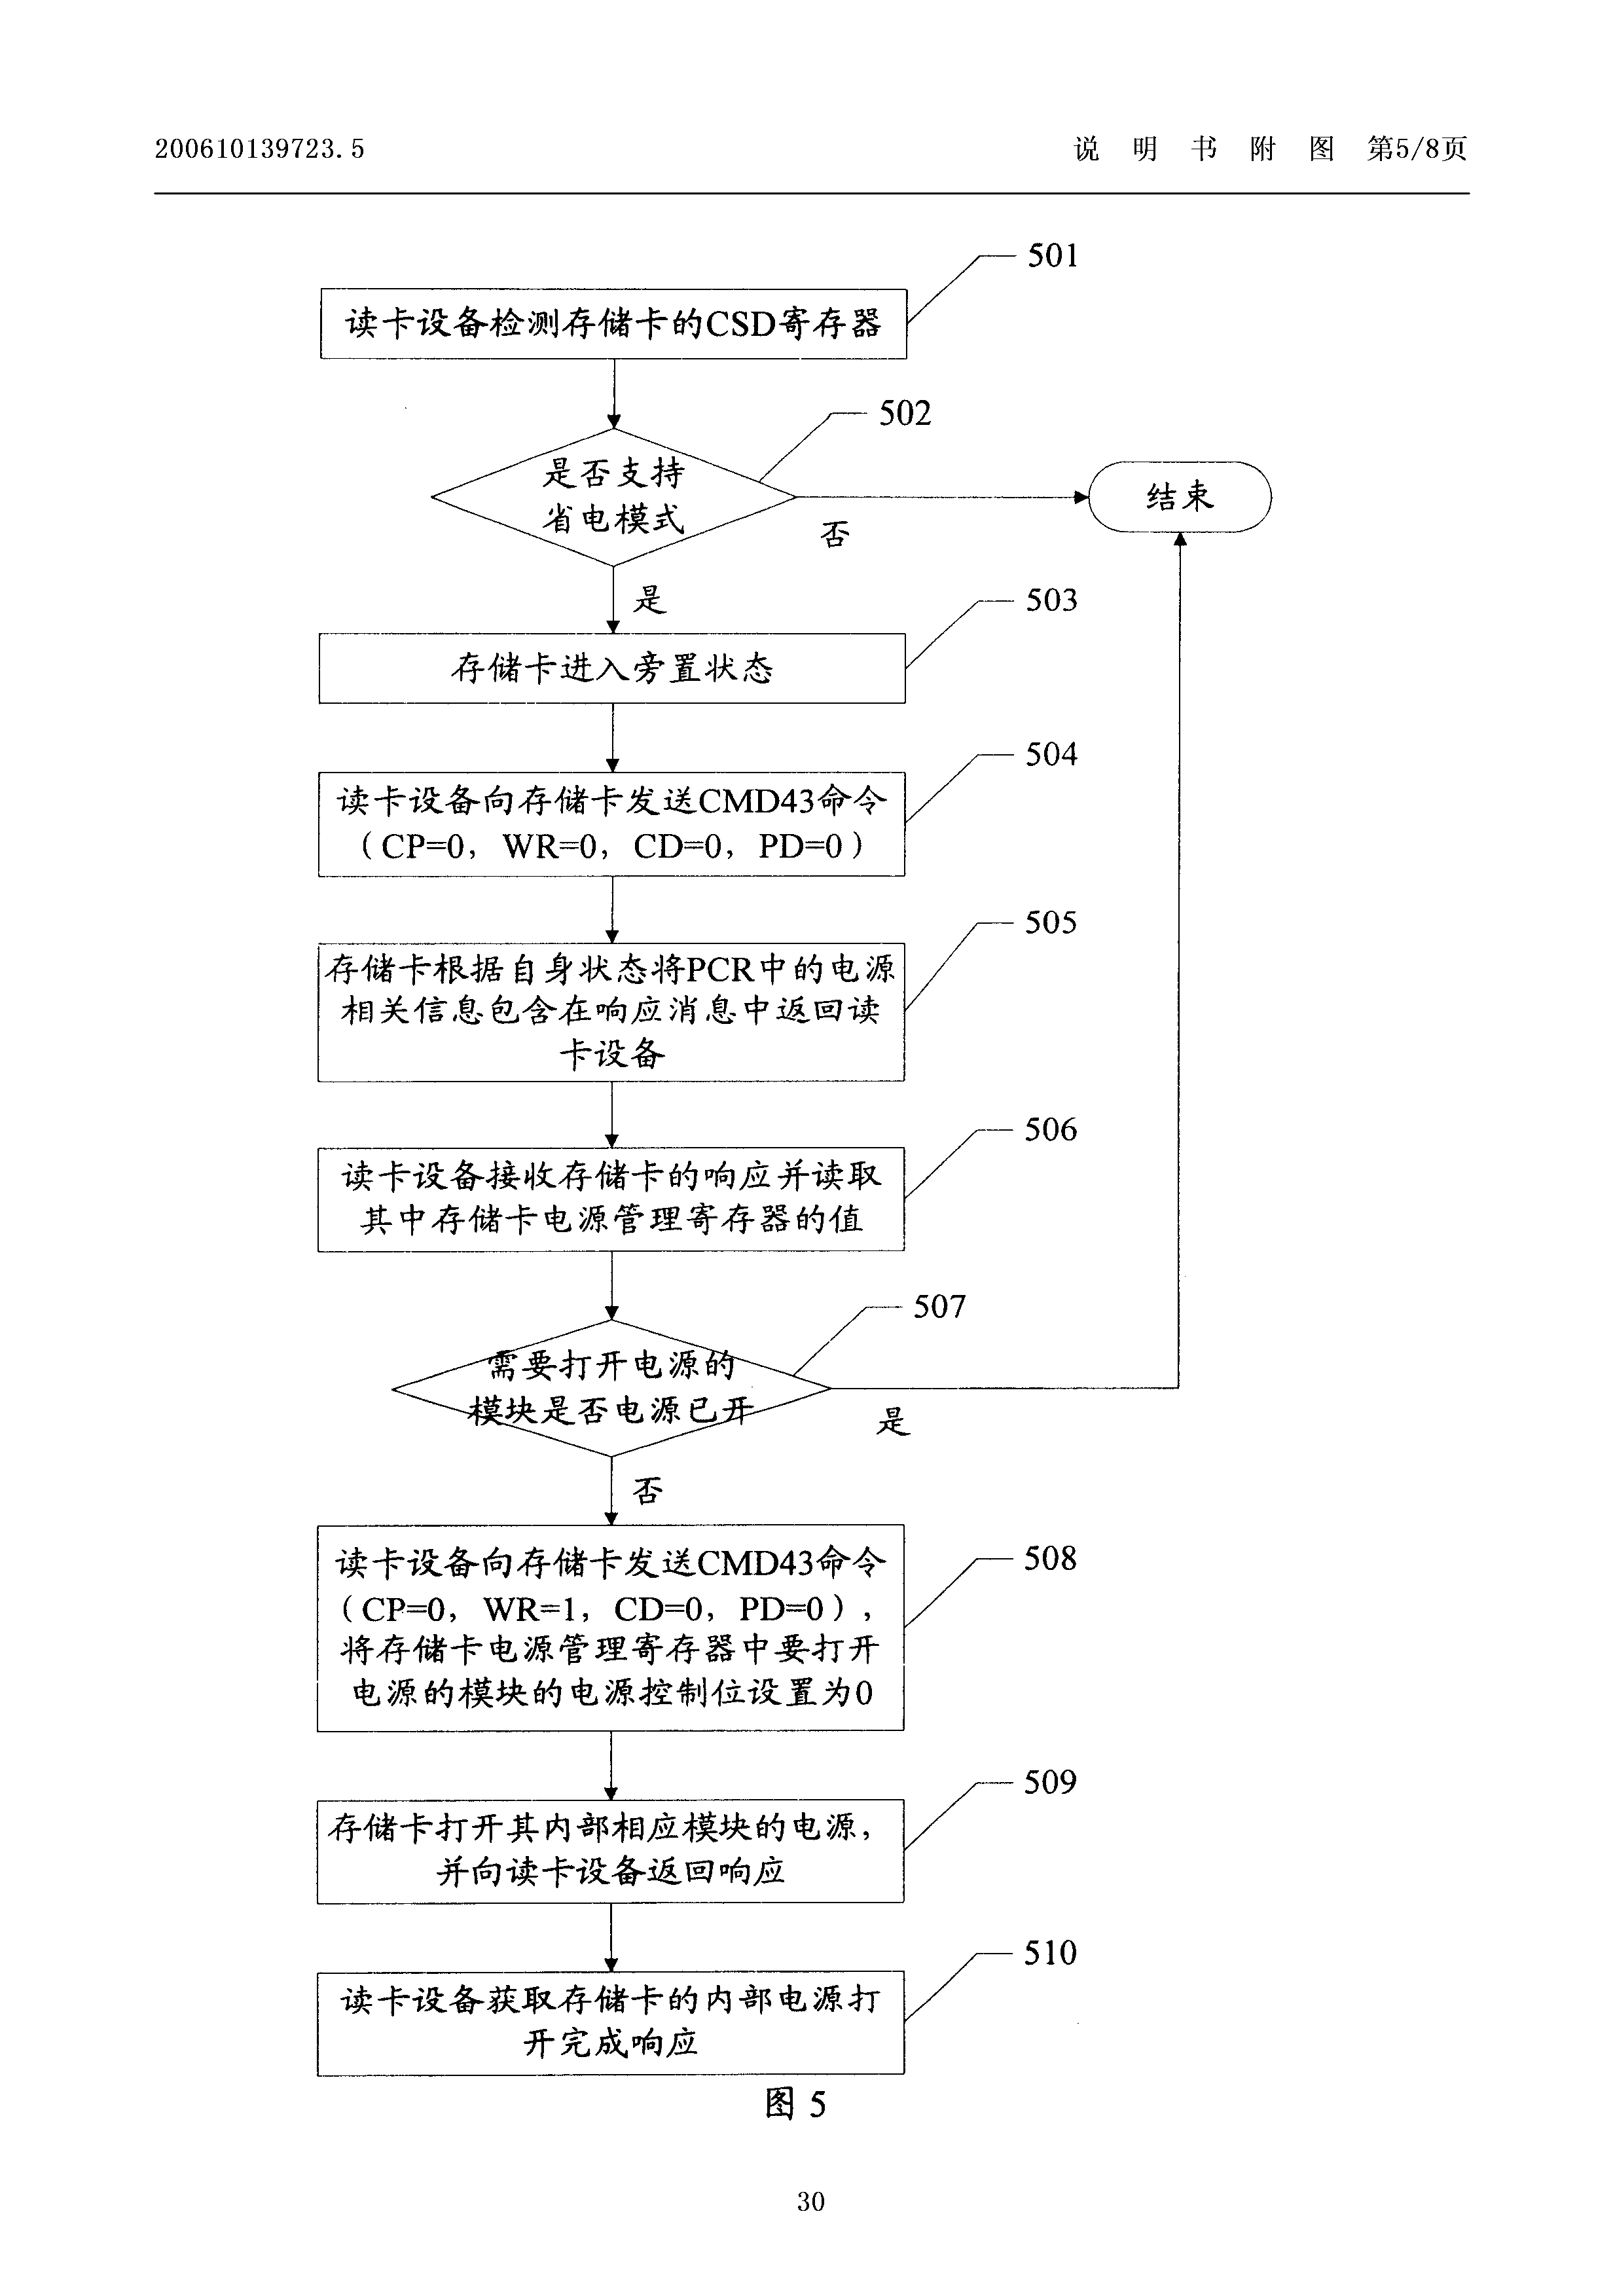 200610139723.5
说 明 书 附 图 第5/8页
501
读卡设备检测存储卡的CSD寄存器
502
是否支持
省电模式
结束
否
是
503
存储卡进入旁置状态
504
读卡设备向存储卡发送CMD43命令
（CP=0，WR=0，CD=0，PD=0）
505
存储卡根据自身状态将PCR中的电源
相关信息包含在响应消息中返回读
卡设备
506
读卡设备接收存储卡的响应并读取
其中存储卡电源管理寄存器的值
507
需要打开电源的
模块是否电源已开
是
否
508
读卡设备向存储卡发送CMD43命令
（CP=0，WR=1，CD=0，PD=0），
将存储卡电源管理寄存器中要打开
电源的模块的电源控制位设置为0
509
存储卡打开其内部相应模块的电源，
并向读卡设备返回响应
510
读卡设备获取存储卡的内部电源打
开完成响应
图 5
30